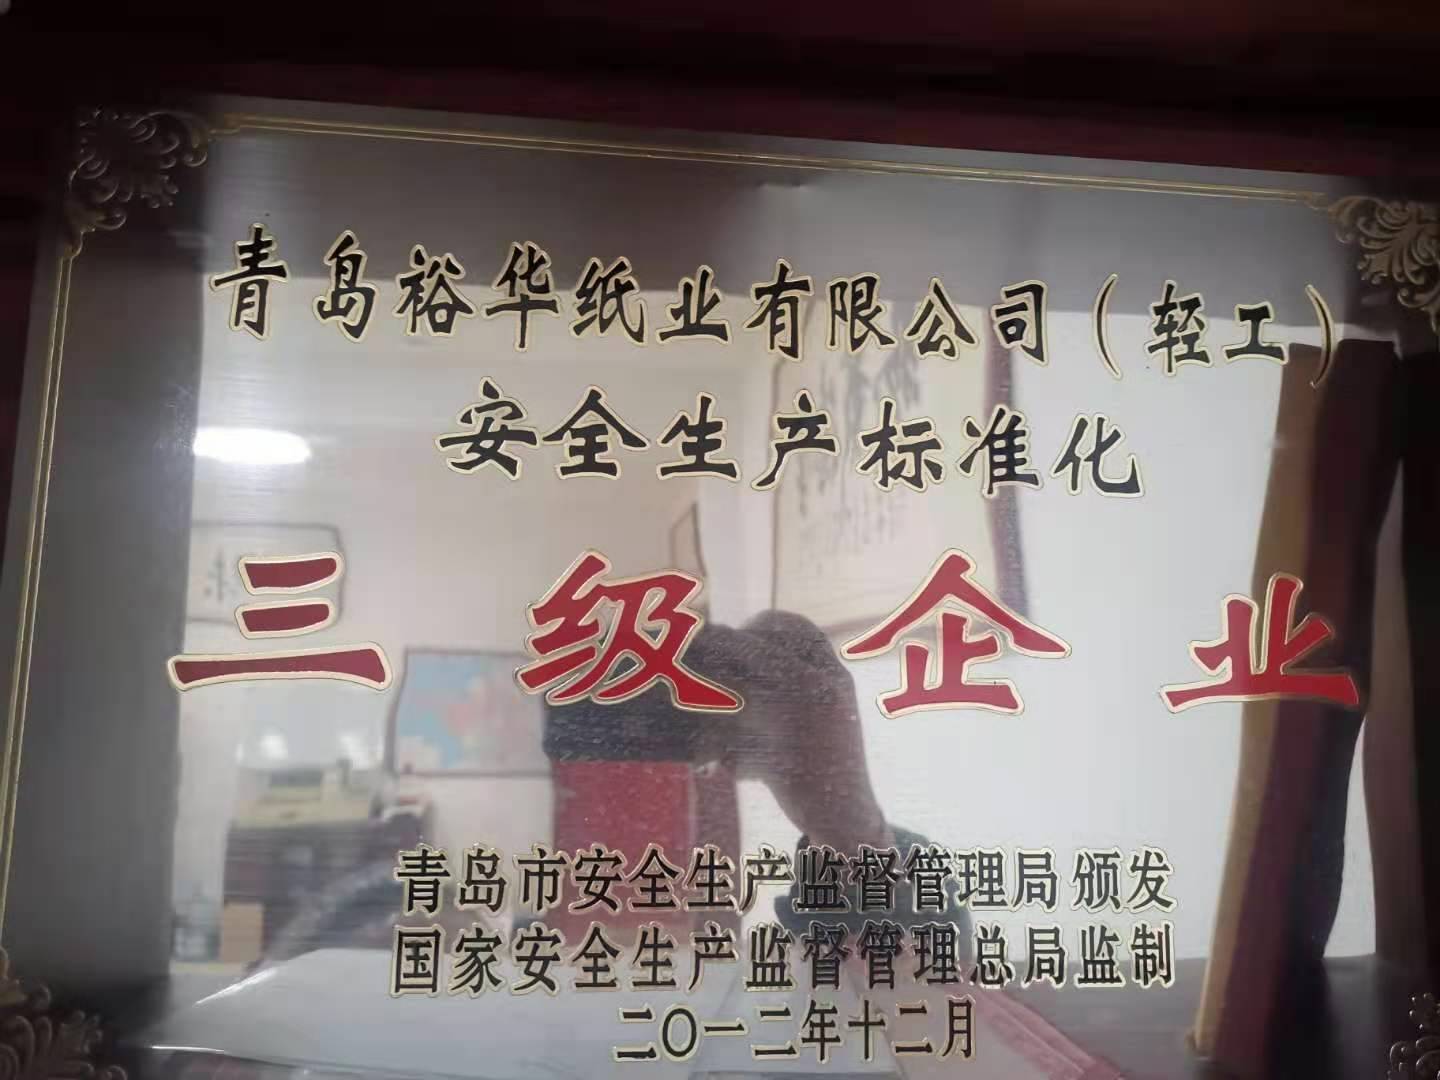 青岛裕华纸业有限公司（轻工）
安全生产标准化
三级企业
青岛市安全生产监督管理局 颁发
国家安全生产监督管理总局监制
二〇一二年十二月